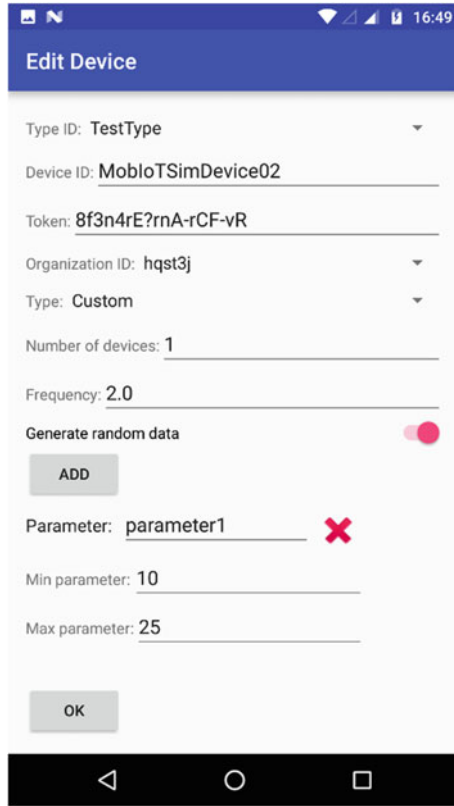 16:49
Edit Device
Type ID: TestType
Device ID: MobIoTSimDevice02
Token: 8f3n4rE?rnA-rCF-vR
Organization ID: hqst3j
Type: Custom
Number of devices: 1
Frequency: 2.0
Generate random data
ADD
Parameter: parameter1
Min parameter: 10
Max parameter: 25
OK